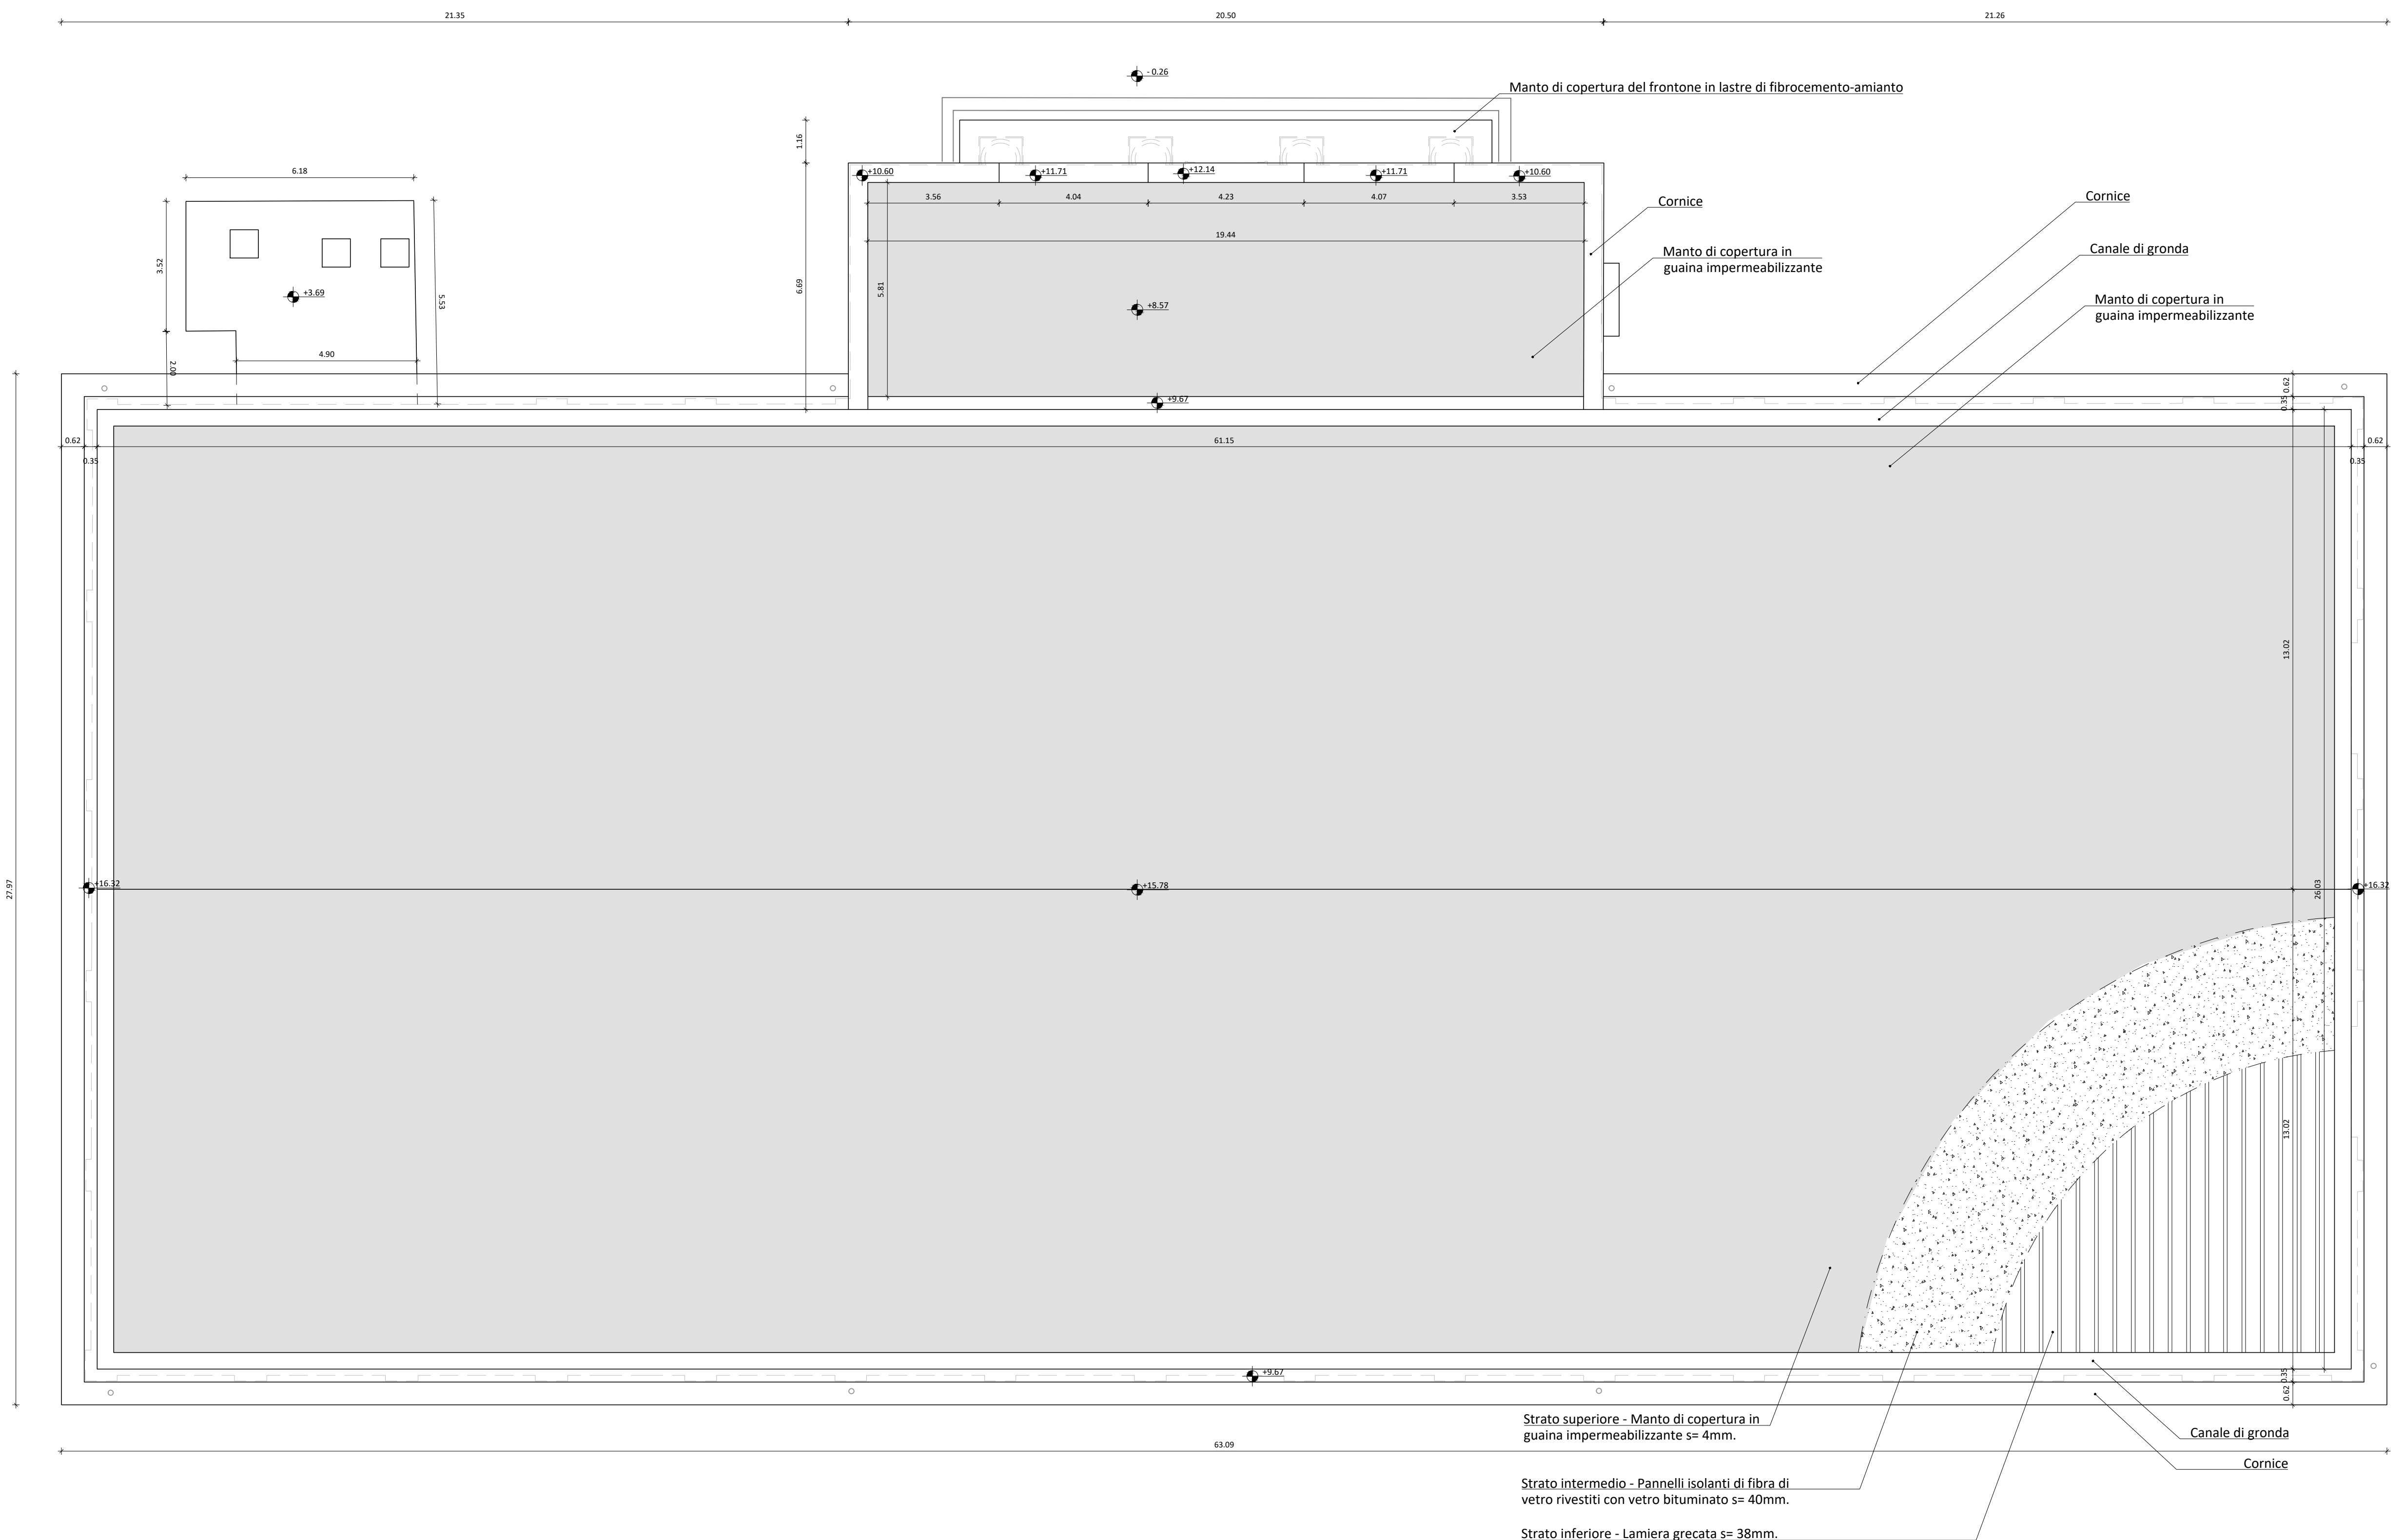 21.35
20.50
21.26
- 0.26
Manto di copertura del frontone in lastre di fibrocemento-amianto
1.16
6.18
+10.60
+11.71
+12.14
+11.71
+10.60
3.56
4.04
4.23
4.07
3.53
Cornice
Cornice
19.44
3.52
Manto di copertura in
guaina impermeabilizzante
Canale di gronda
6.69
5.81
+3.69
5.53
+8.57
Manto di copertura in
guaina impermeabilizzante
4.90
2.00
0.62
0.35
+9.67
0.62
0.35
61.15
0.62
0.35
13.02
27.97
+16.32
+15.78
26.03
+16.32
13.02
+9.67
0.35
0.62
Strato superiore - Manto di copertura in
guaina impermeabilizzante s= 4mm.
Canale di gronda
63.09
Cornice
Strato intermedio - Pannelli isolanti di fibra di
vetro rivestiti con vetro bituminato s= 40mm.
Strato inferiore - Lamiera grecata s= 38mm.